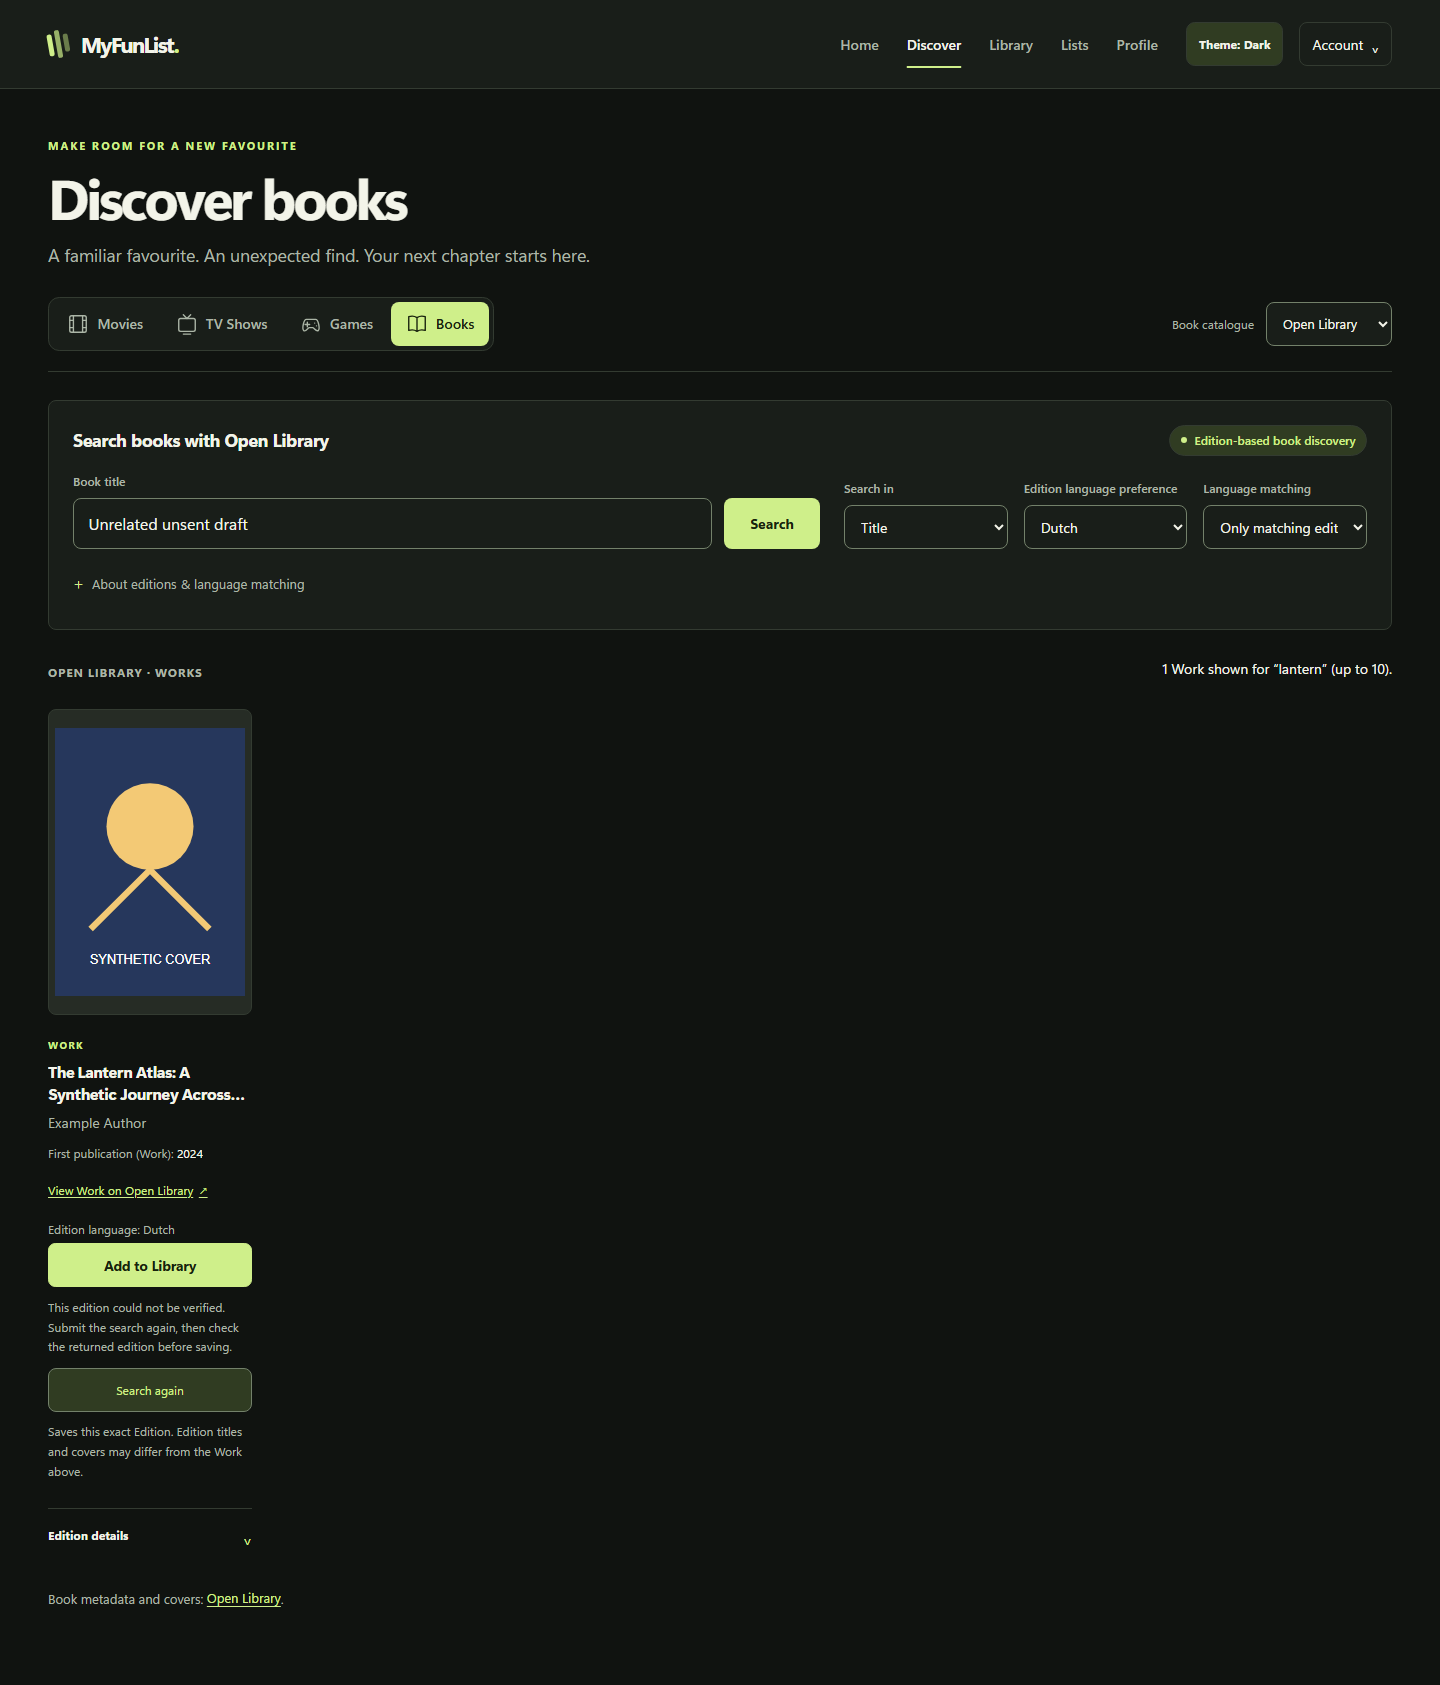 MyFunList.
Home
Discover
Library
Lists
Profile
Theme: Dark
Account
MAKE ROOM FOR A NEW FAVOURITE
Discover books
A familiar favourite. An unexpected find. Your next chapter starts here.
Movies
TV Shows
Games
Books
Book catalogue
Open Library
Search books with Open Library
Edition-based book discovery
Book title
Search in
Edition language preference
Language matching
Unrelated unsent draft
Search
Title
Dutch
Only matching edit
+ About editions & language matching
OPEN LIBRARY · WORKS
1 Work shown for “lantern” (up to 10).
SYNTHETIC COVER
WORK
The Lantern Atlas: A
Synthetic Journey Across…
Example Author
First publication (Work): 2024
View Work on Open Library ↗
Edition language: Dutch
Add to Library
This edition could not be verified.
Submit the search again, then check
the returned edition before saving.
Search again
Saves this exact Edition. Edition titles
and covers may differ from the Work
above.
Edition details
Book metadata and covers: Open Library.